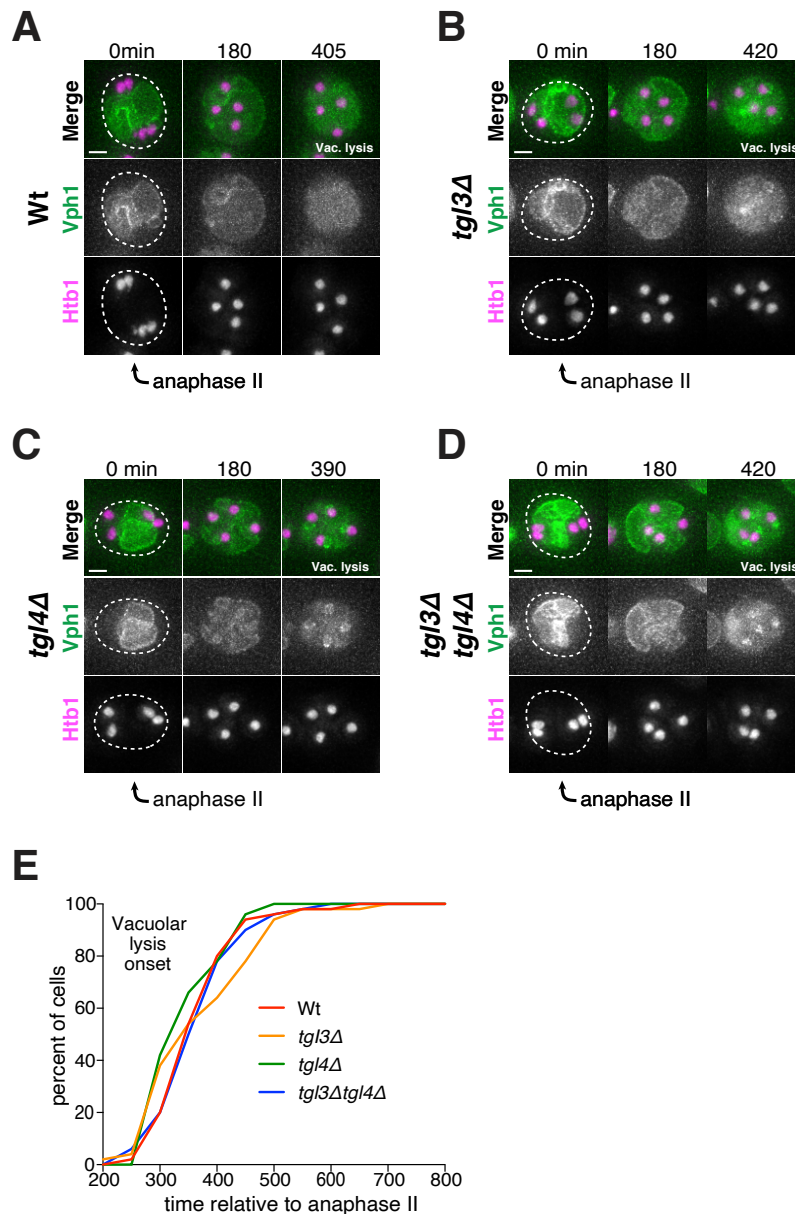 A
0min 180 405
Wt
Merge
Vac. lysis
Vph1
Htb1
anaphase II
B
0 min 180 420
tgl3Δ
Merge
Vac. lysis
Vph1
Htb1
anaphase II
C
0 min 180 390
tgl4Δ
Merge
Vac. lysis
Vph1
Htb1
anaphase II
D
0 min 180 420
tgl3Δ
tgl4Δ
Merge
Vac. lysis
Vph1
Htb1
anaphase II
E
percent of cells
100
80
60
40
20
0
Vacuolar
lysis
onset
Wt
tgl3Δ
tgl4Δ
tgl3Δtgl4Δ
200 300 400 500 600 700 800
time relative to anaphase II